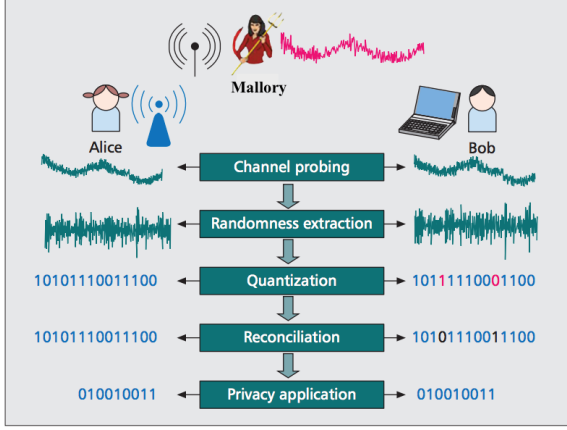 Mallory
Alice
Bob
Channel probing
Randomness extraction
10101110011100 Quantization 10111110001100
10101110011100 Reconciliation 10101110011100
010010011 Privacy application 010010011